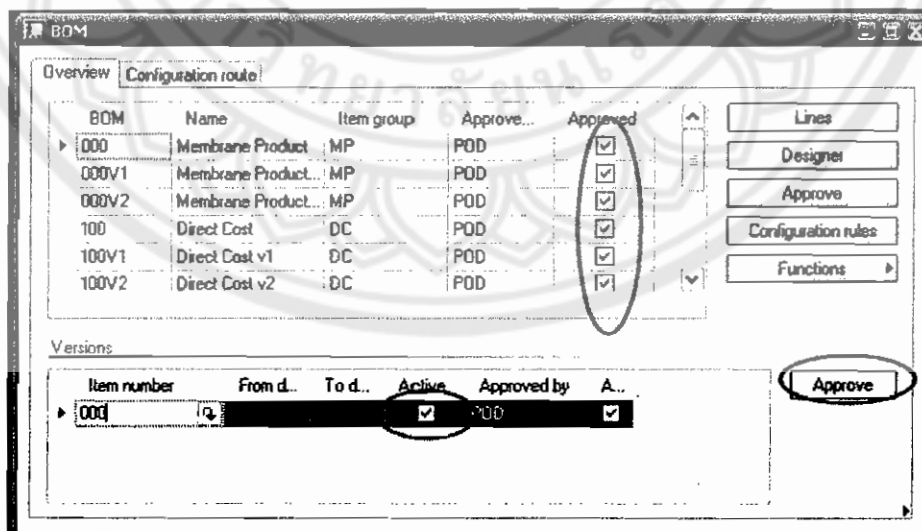 BOM
Overview Configuration route
BOM Name Item group Approve... Approved
000 Membrane Product MP POD
000V1 Membrane Product... MP POD
000V2 Membrane Product... MP POD
100 Direct Cost DC POD
100V1 Direct Cost v1 DC POD
100V2 Direct Cost v2 DC POD
Lines
Designer
Approve
Configuration rules
Functions
Versions
Item number From d... To d... Active Approved by A...
000 POD
Approve